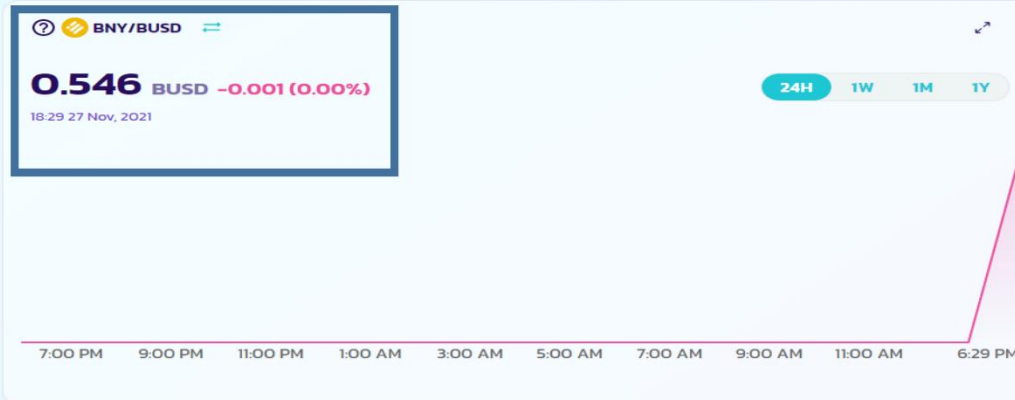 BNY/BUSD
0.546 BUSD -0.001 (0.00%)
24H 1W 1M 1Y
18:29 27 Nov, 2021
7:00 PM 9:00 PM 11:00 PM 1:00 AM 3:00 AM 5:00 AM 7:00 AM 9:00 AM 11:00 AM 6:29 PM